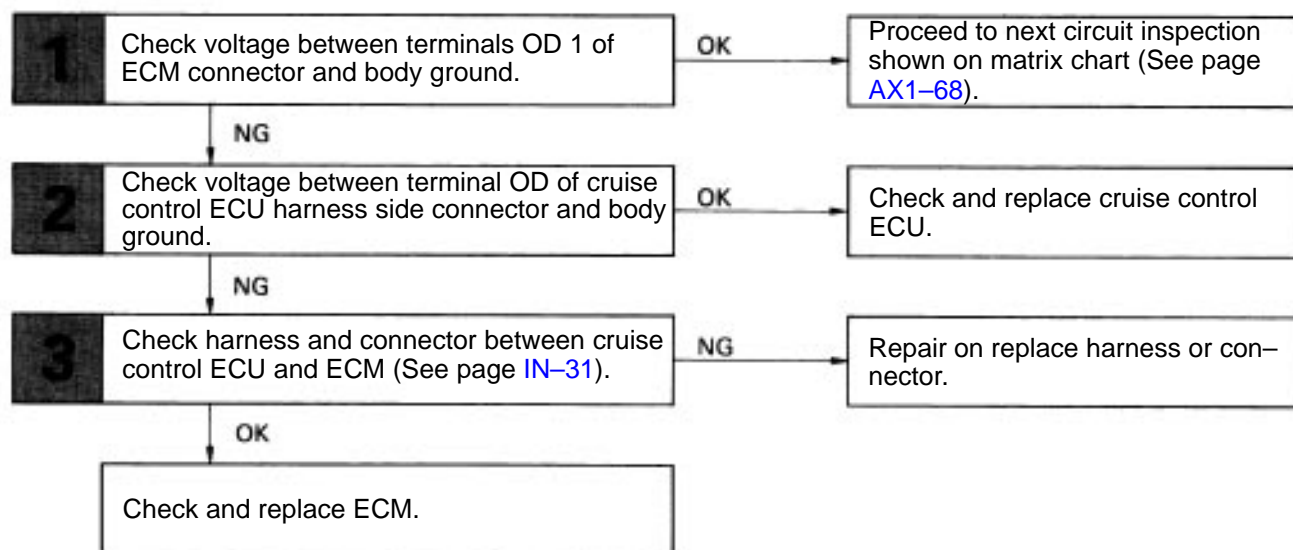 1
Check voltage between terminals OD 1 of
ECM connector and body ground.
OK
Proceed to next circuit inspection
shown on matrix chart (See page
AX1–68).
NG
2
Check voltage between terminal OD of cruise
control ECU harness side connector and body
ground.
OK
Check and replace cruise control
ECU.
NG
3
Check harness and connector between cruise
control ECU and ECM (See page IN–31).
NG
Repair on replace harness or con–
nector.
OK
Check and replace ECM.